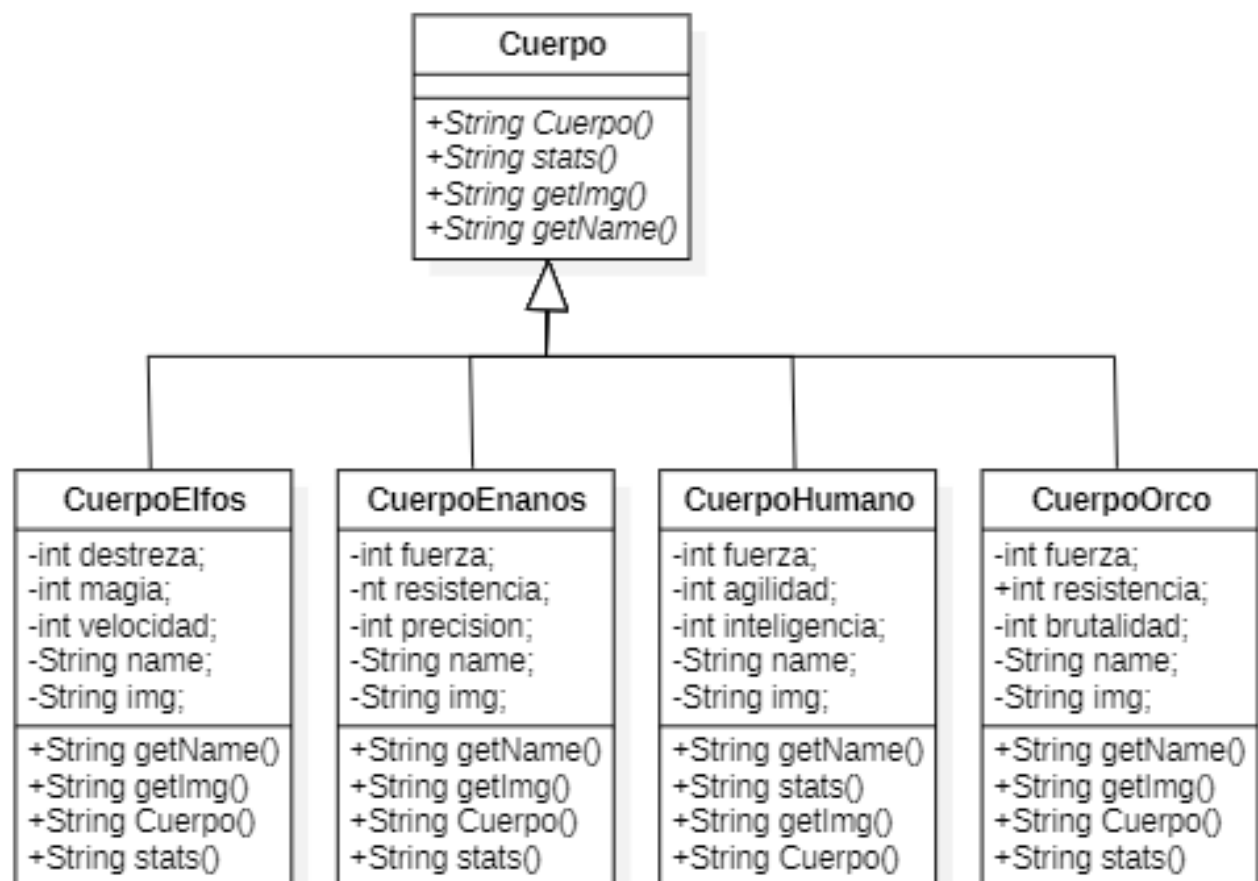 Cuerpo
+String Cuerpo()
+String stats()
+String getImg()
+String getName()
CuerpoElfos
-int destreza;
-int magia;
-int velocidad;
-String name;
-String img;
+String getName()
+String getImg()
+String Cuerpo()
+String stats()
CuerpoEnanos
-int fuerza;
-nt resistencia;
-int precision;
-String name;
-String img;
+String getName()
+String getImg()
+String Cuerpo()
+String stats()
CuerpoHumano
-int fuerza;
-int agilidad;
-int inteligencia;
-String name;
-String img;
+String getName()
+String stats()
+String getImg()
+String Cuerpo()
CuerpoOrco
-int fuerza;
+int resistencia;
-int brutalidad;
-String name;
-String img;
+String getName()
+String getImg()
+String Cuerpo()
+String stats()